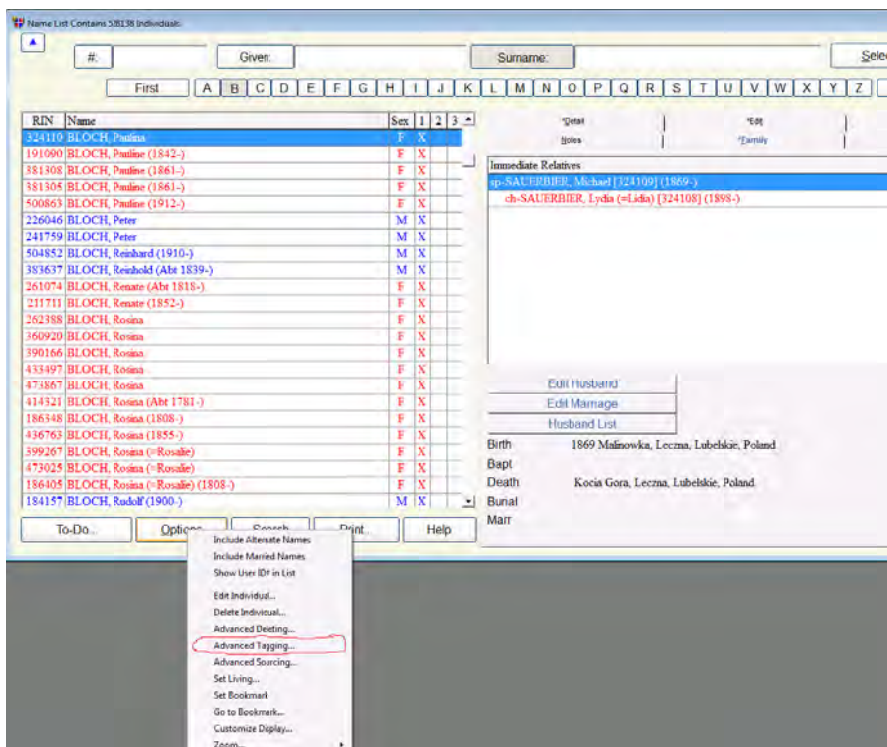 Name List Contains 518138 Individuals
#: Given: Surname: Selec
First A B C D E F G H I J K L M N O P Q R S T U V W X Y Z
RIN Name Sex 1 2 3
324110 BLOCH, Paulina F X
191090 BLOCH, Pauline (1842-) F X
381308 BLOCH, Pauline (1861-) F X
381305 BLOCH, Pauline (1861-) F X
500863 BLOCH, Pauline (1912-) F X
226046 BLOCH, Peter M X
241759 BLOCH, Peter M X
504852 BLOCH, Reinhard (1910-) M X
383637 BLOCH, Reinhold (Abt 1839-) M X
261074 BLOCH, Renate (Abt 1818-) F X
211711 BLOCH, Renate (1852-) F X
262388 BLOCH, Rosina F X
360920 BLOCH, Rosina F X
390166 BLOCH, Rosina F X
433497 BLOCH, Rosina F X
473867 BLOCH, Rosina F X
414321 BLOCH, Rosina (Abt 1781-) F X
186348 BLOCH, Rosina (1808-) F X
436763 BLOCH, Rosina (1855-) F X
399267 BLOCH, Rosina (=Rosalie) F X
473025 BLOCH, Rosina (=Rosalie) F X
186405 BLOCH, Rosina (=Rosalie) (1808-) F X
184157 BLOCH, Rudolf (1900-) M X
*Detail *Edit
Notes *Family
Immediate Relatives
sp-SAUERBIER, Michael [324109] (1869-)
ch-SAUERBIER, Lydia (=Lidia) [324108] (1898-)
Edit Husband
Edit Marriage
Husband List
Birth 1869 Malinowka, Leczna, Lubelskie, Poland
Bapt
Death Kocia Gora, Leczna, Lubelskie, Poland
Burial
Marr
To-Do... Options Search Print... Help
Include Alternate Names
Include Married Names
Show User ID# in List
Edit Individual...
Delete Individual...
Advanced Deleting...
Advanced Tagging...
Advanced Sourcing...
Set Living...
Set Bookmark
Go to Bookmark...
Customize Display...
Zoom...